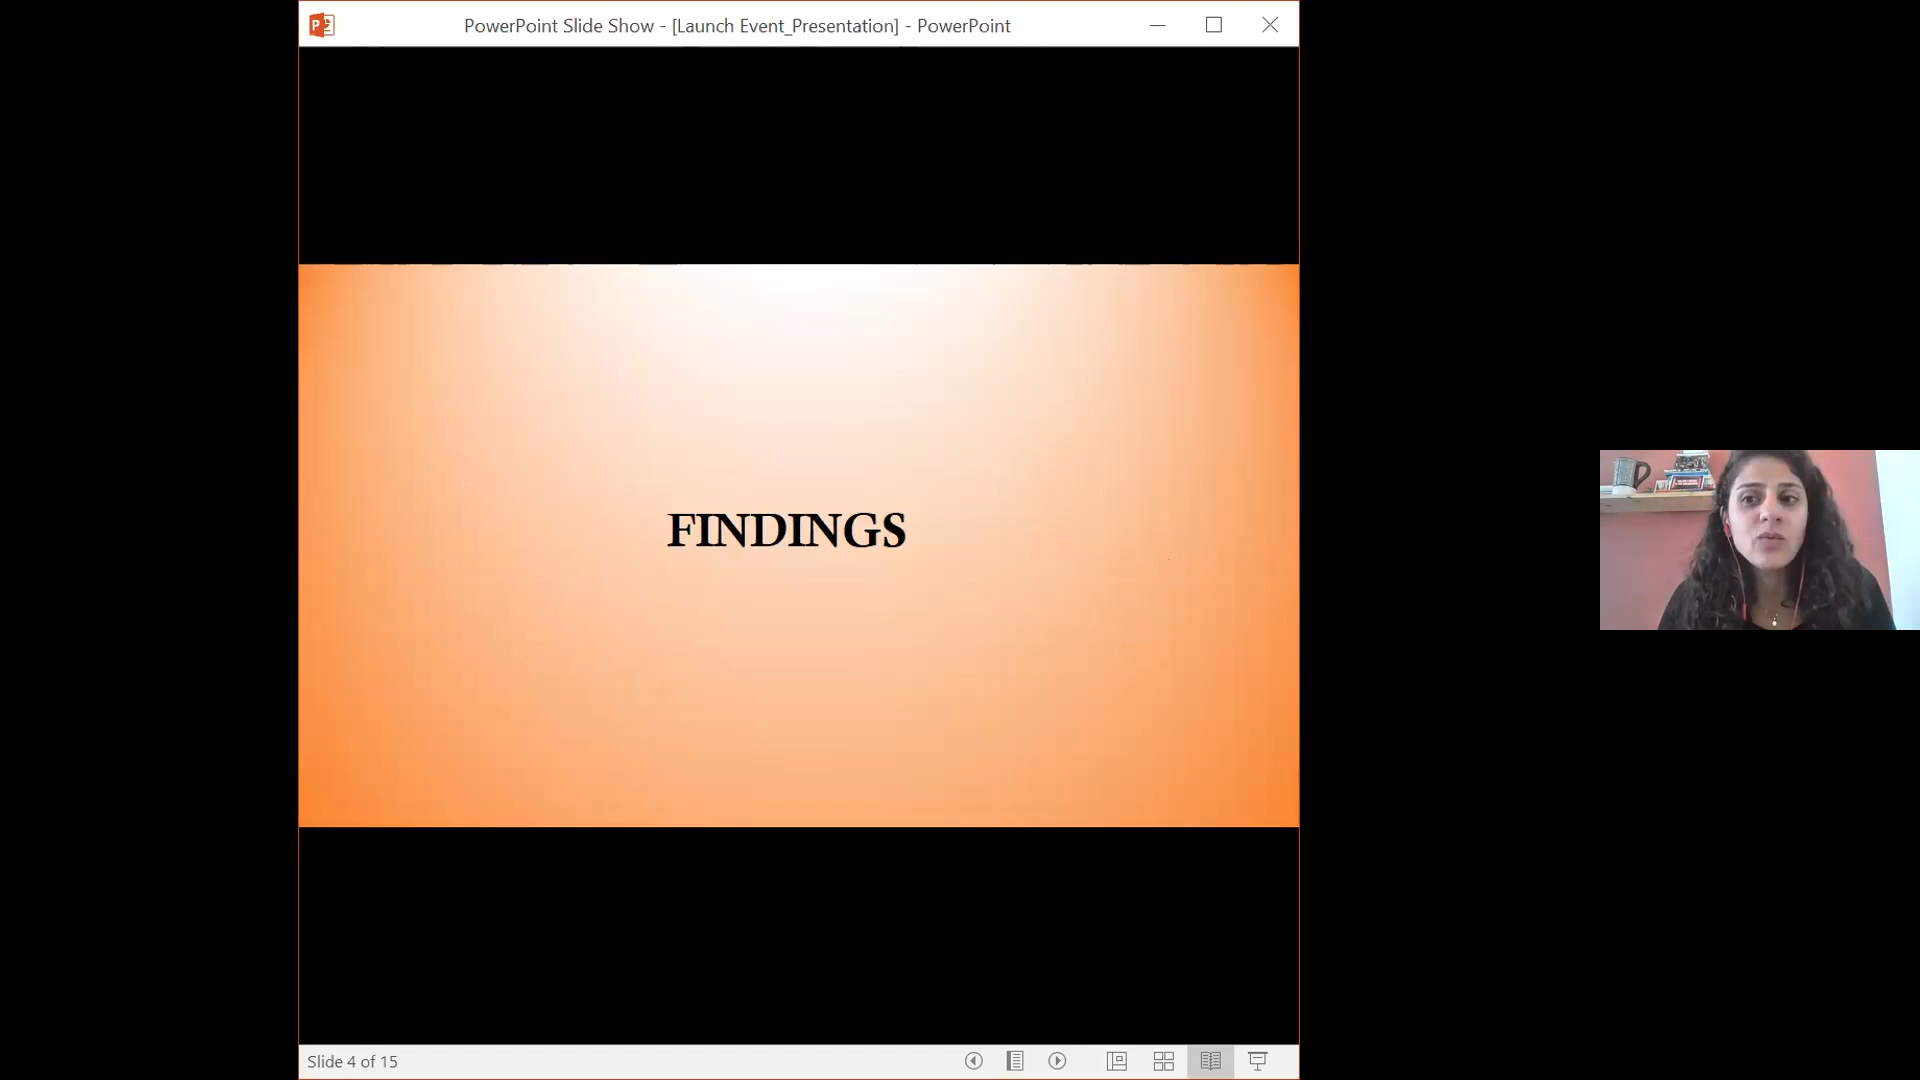 PowerPoint Slide Show - [Launch Event_Presentation] - PowerPoint
FINDINGS
Slide 4 of 15